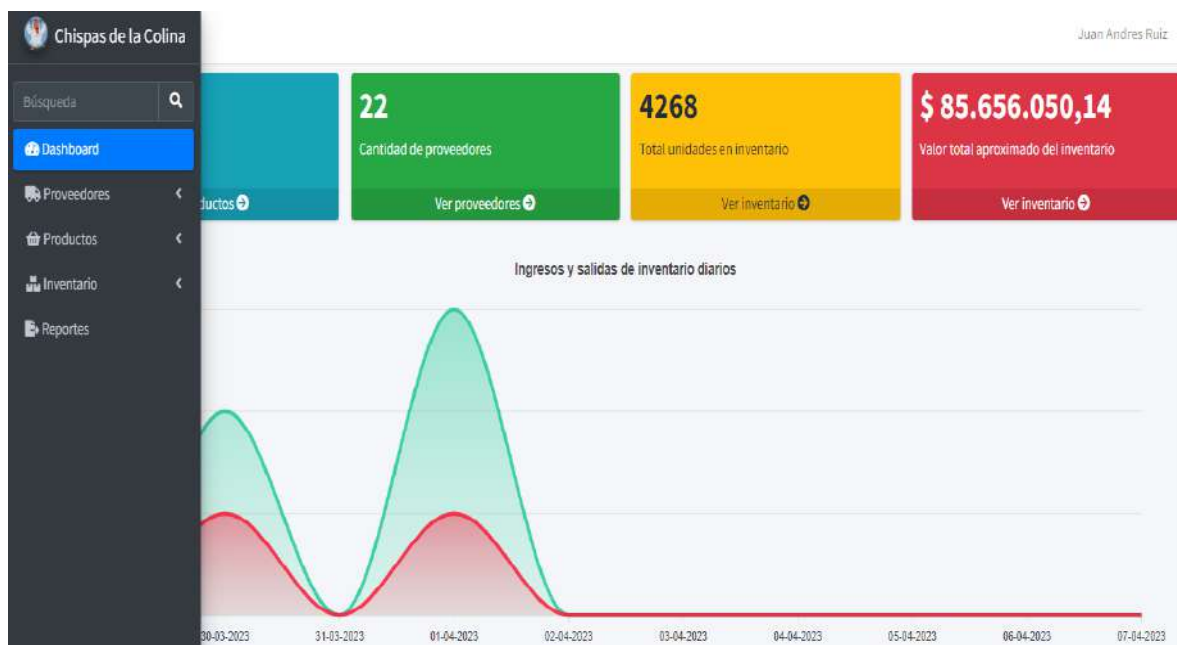 Chispas de la Colina
Juan Andres Ruiz
Búsqueda
Dashboard
Proveedores
Productos
Inventario
Reportes
ductos
22
Cantidad de proveedores
Ver proveedores
4268
Total unidades en inventario
Ver inventario
$ 85.656.050,14
Valor total aproximado del inventario
Ver inventario
Ingresos y salidas de inventario diarios
30-03-2023
31-03-2023
01-04-2023
02-04-2023
03-04-2023
04-04-2023
05-04-2023
06-04-2023
07-04-2023